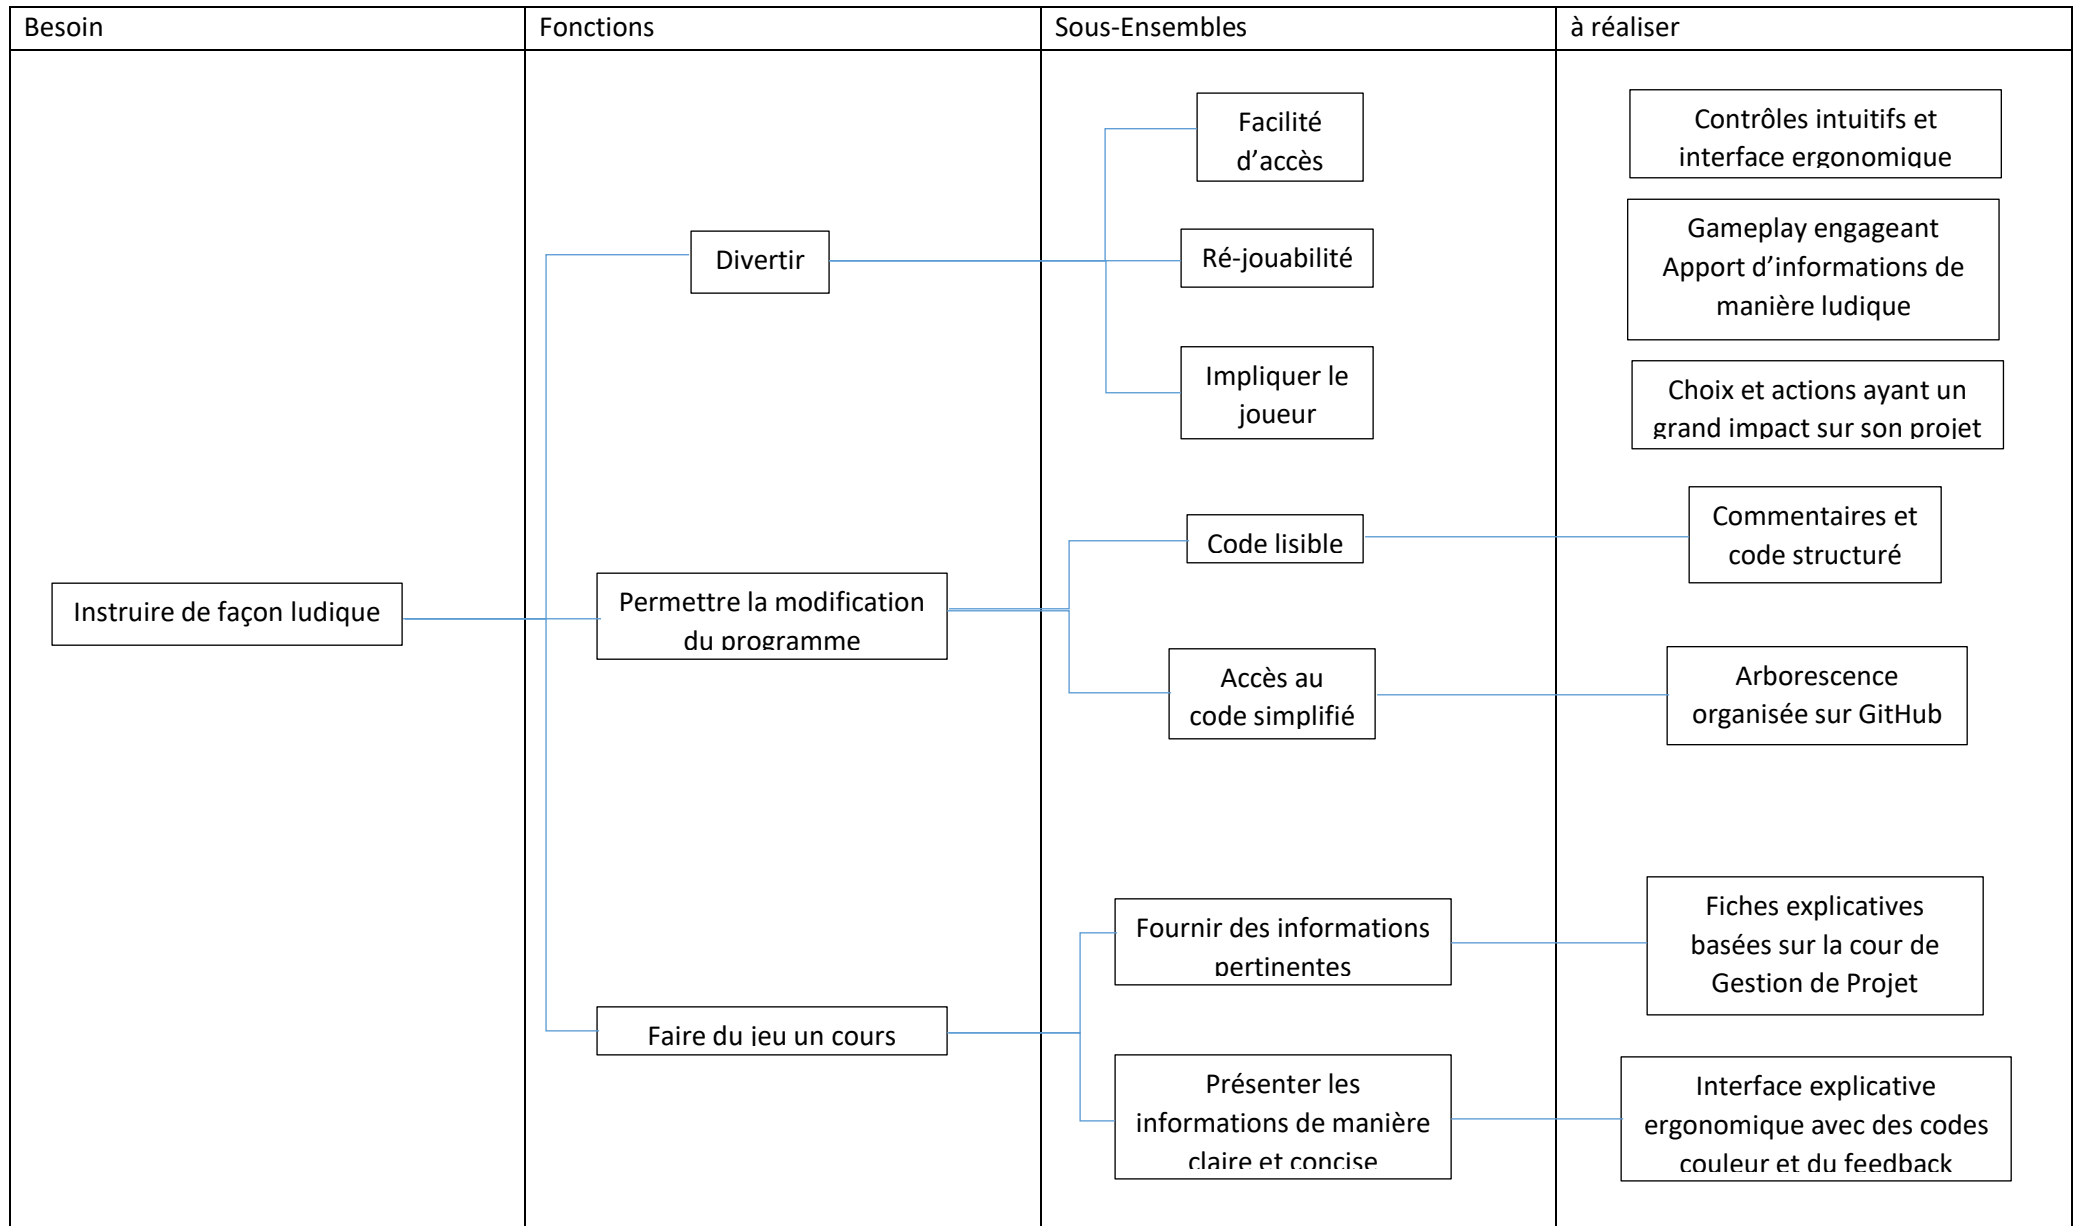 Besoin
Fonctions
Sous-Ensembles
à réaliser
Instruire de façon ludique
Divertir
Permettre la modification
du programme
Faire du jeu un cours
Facilité
d’accès
Ré-jouabilité
Impliquer le
joueur
Code lisible
Accès au
code simplifié
Fournir des informations
pertinentes
Présenter les
informations de manière
claire et concise
Contrôles intuitifs et
interface ergonomique
Gameplay engageant
Apport d’informations de
manière ludique
Choix et actions ayant un
grand impact sur son projet
Commentaires et
code structuré
Arborescence
organisée sur GitHub
Fiches explicatives
basées sur la cour de
Gestion de Projet
Interface explicative
ergonomique avec des codes
couleur et du feedback